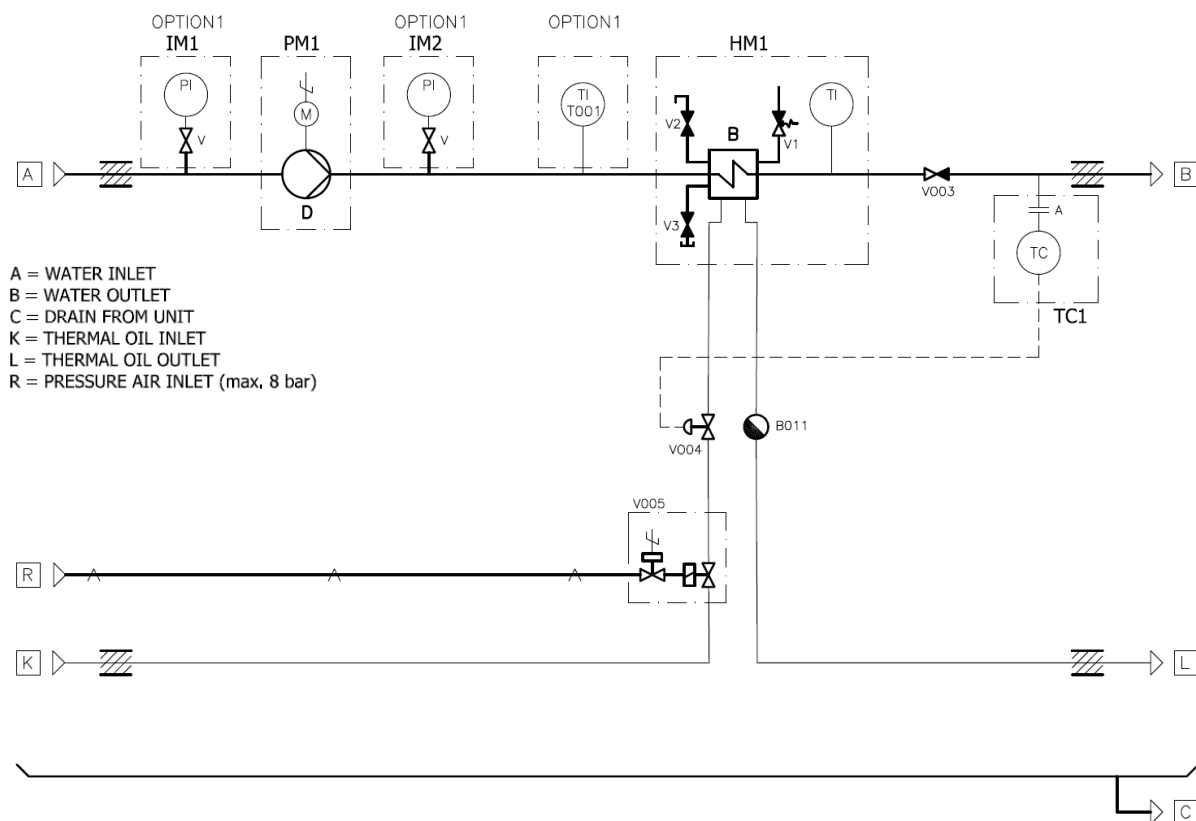 OPTION1
OPTION1
OPTION1
IM1
PM1
IM2
HM1
PI
PI
TI
T001
TI
M
V
V
V2
B
V1
A
D
V3
V003
B
A
TC
TC1
A = WATER INLET
B = WATER OUTLET
C = DRAIN FROM UNIT
K = THERMAL OIL INLET
L = THERMAL OIL OUTLET
R = PRESSURE AIR INLET (max. 8 bar)
V004
B011
V005
R
K
L
C